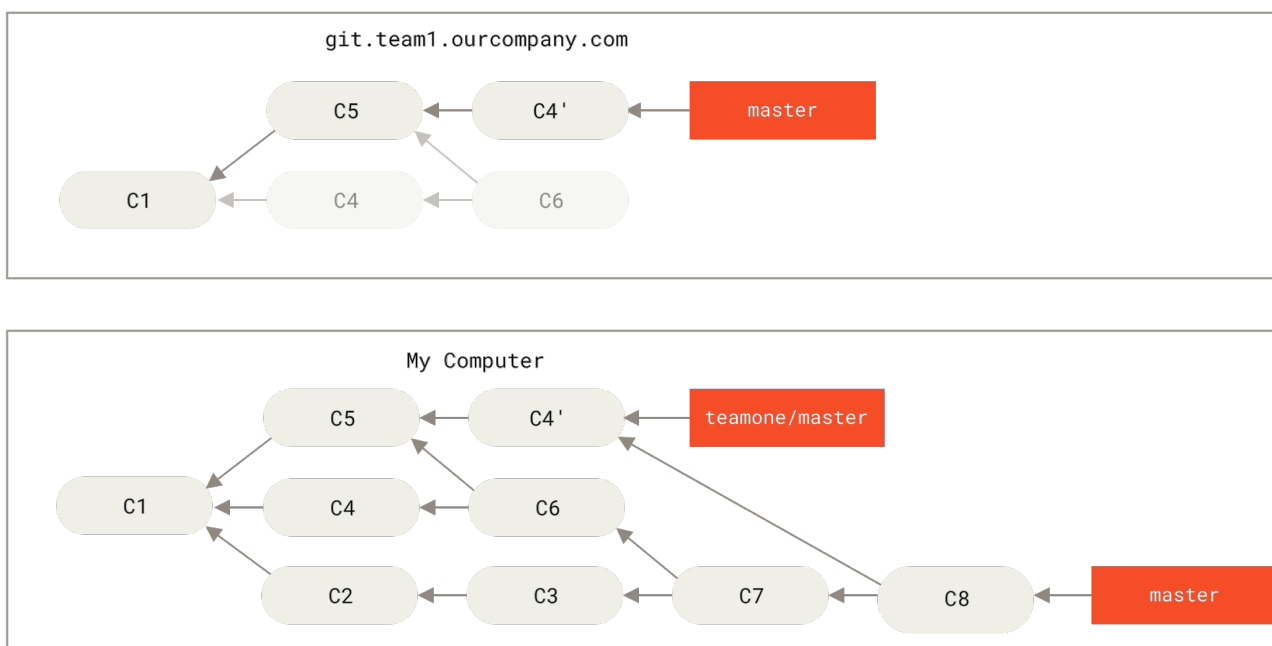 git.team1.ourcompany.com
C5 C4' master
C1 C4 C6
My Computer
C5 C4' teamone/master
C1 C4 C6
C2 C3 C7 C8 master